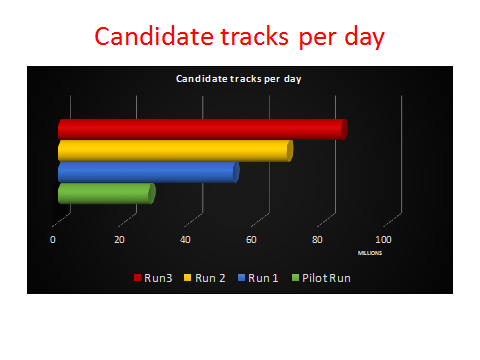 Candidate tracks per day
Candidate tracks per day
0 20 40 60 80 100
MILLIONS
Run3 Run 2 Run 1 Pilot Run